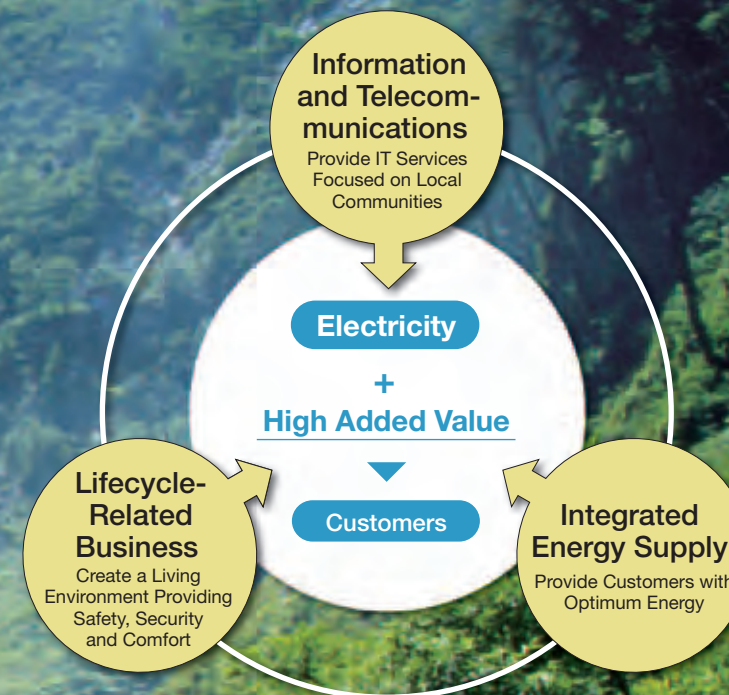 Information
and Telecom-
munications
Provide IT Services
Focused on Local
Communities
Electricity
+
High Added Value
Customers
Lifecycle-
Related
Business
Create a Living
Environment Providing
Safety, Security
and Comfort
Integrated
Energy Supply
Provide Customers with
Optimum Energy